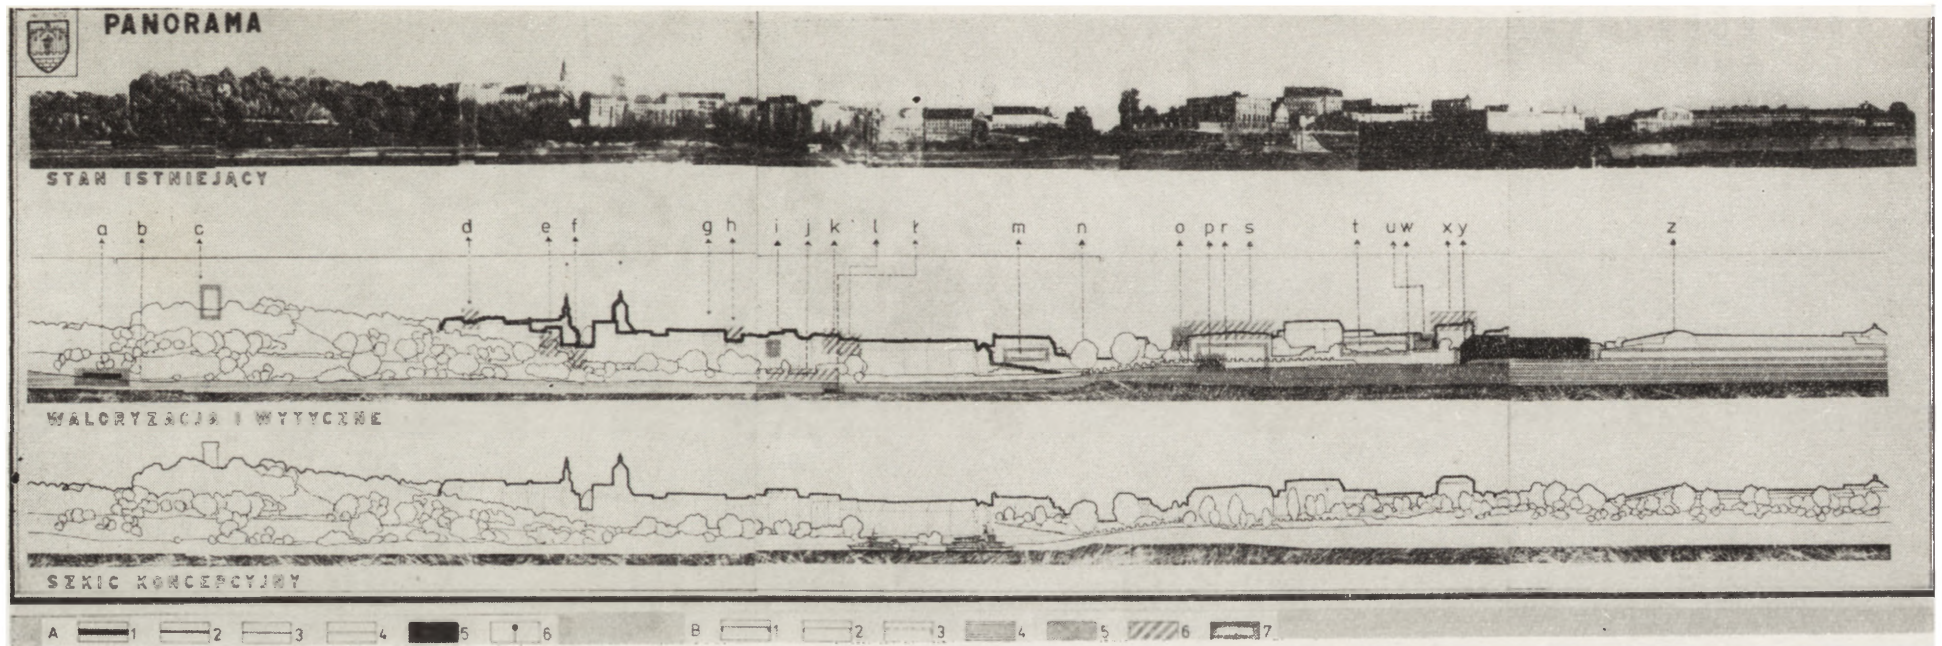 PANORAMA
STAN ISTNIEJĄCY
a b c d e f g h i j k l ł m n o p r s t u w x y z
WALORYZACJA I WYTYCZNE
SZKIC KONCEPCYJNY
A 1 2 3 4 5 6 B 1 2 3 4 5 6 7